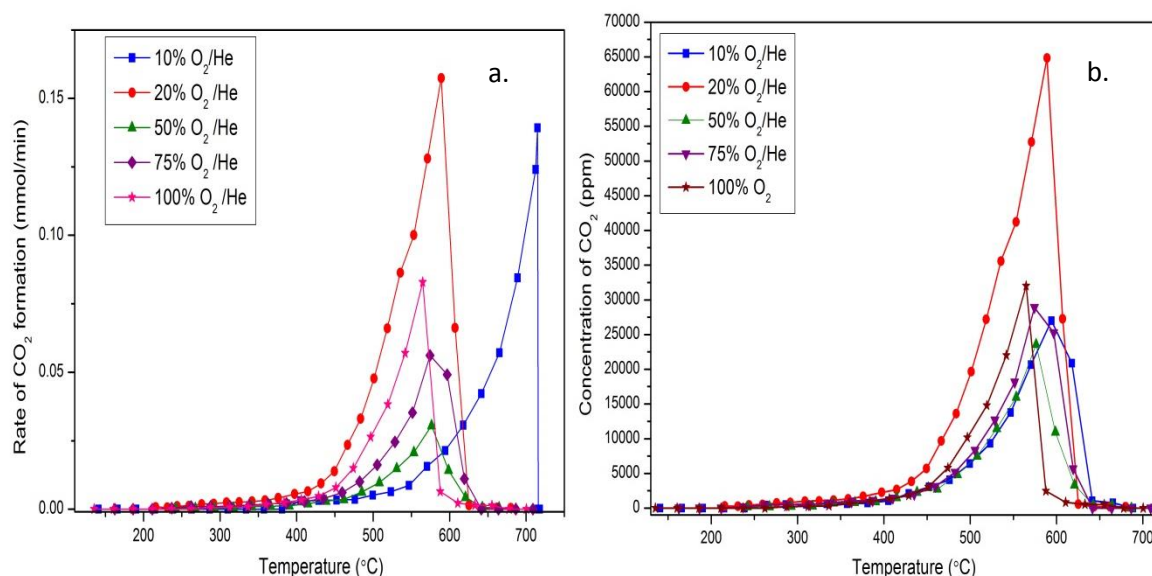 a.
10% O2/He
20% O2 /He
50% O2 /He
75% O2 /He
100% O2 /He
Rate of CO2 formation (mmol/min)
0.15
0.10
0.05
0.00
200 300 400 500 600 700
Temperature (°C)
b.
10% O2/He
20% O2/He
50% O2/He
75% O2/He
100% O2
Concentration of CO2 (ppm)
70000
65000
60000
55000
50000
45000
40000
35000
30000
25000
20000
15000
10000
5000
0
200 300 400 500 600 700
Temperature (°C)